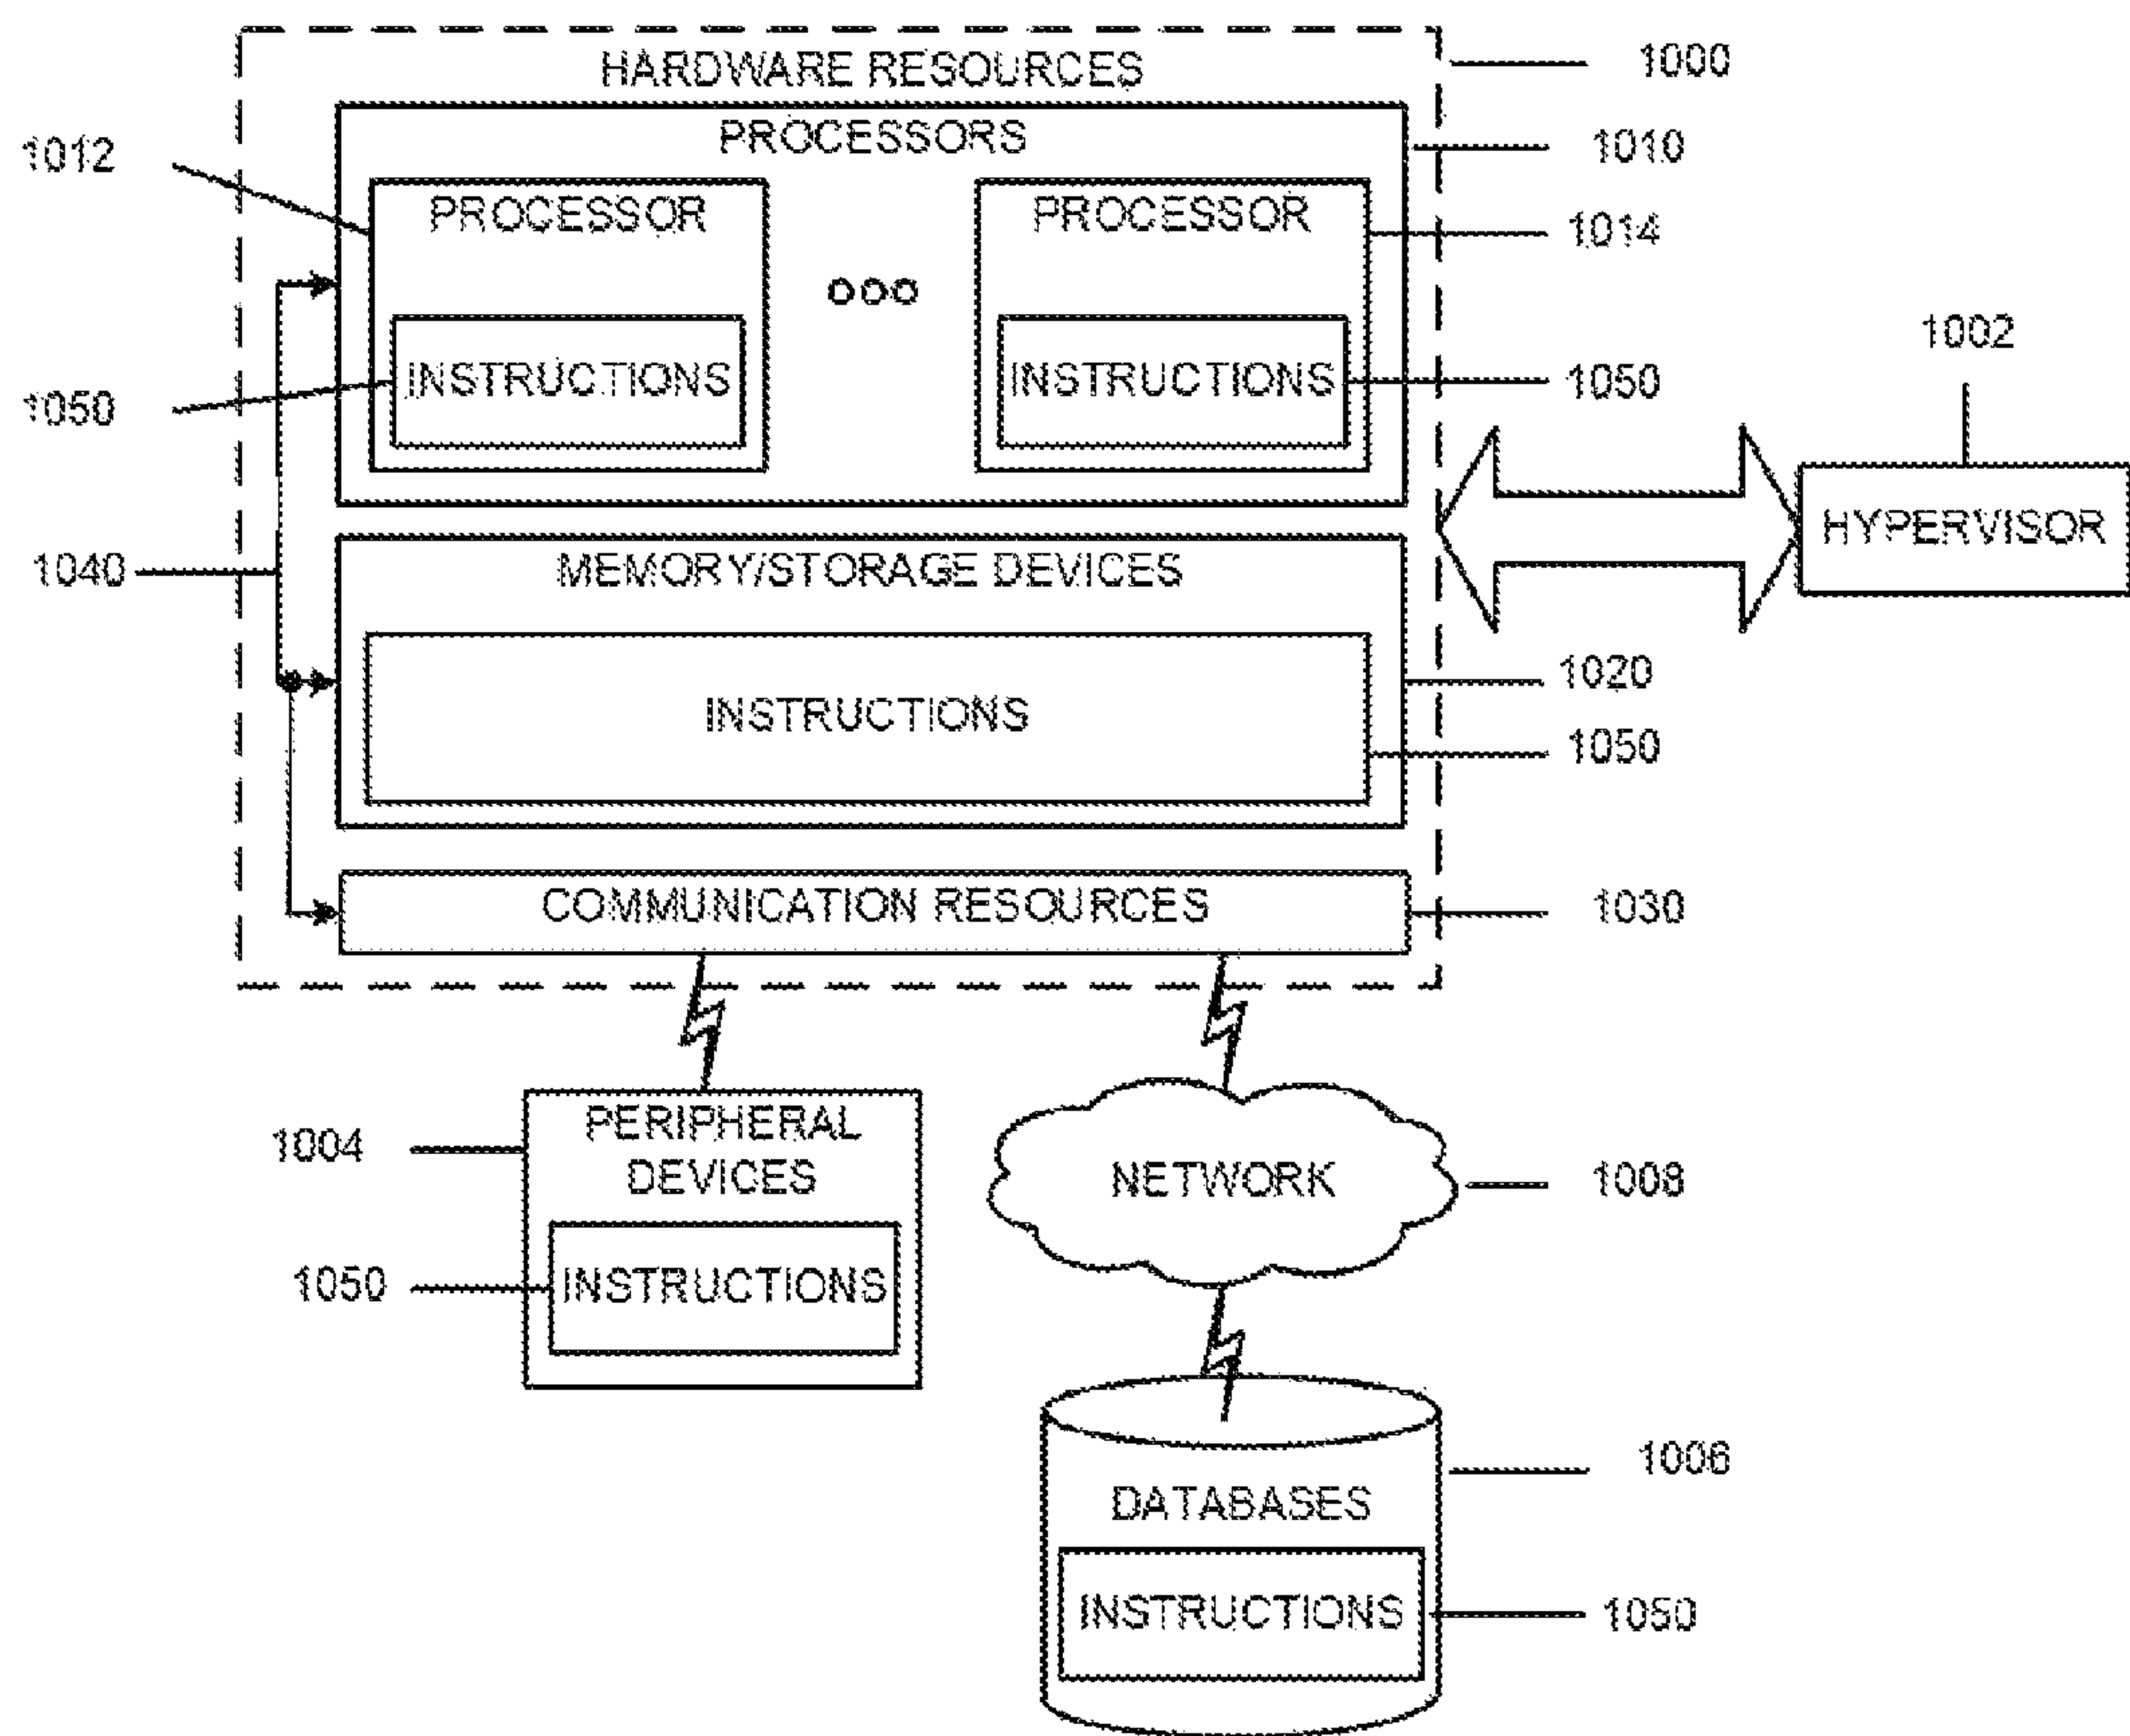 HARDWARE RESOURCES
1000
PROCESSORS
1010
1012
PROCESSOR
PROCESSOR
1014
1002
INSTRUCTIONS
INSTRUCTIONS
1050
1050
HYPERVISOR
1040
MEMORY/STORAGE DEVICES
1020
INSTRUCTIONS
1050
COMMUNICATION RESOURCES
1030
1004
PERIPHERAL
DEVICES
NETWORK
1008
1050
INSTRUCTIONS
1006
DATABASES
INSTRUCTIONS
1050